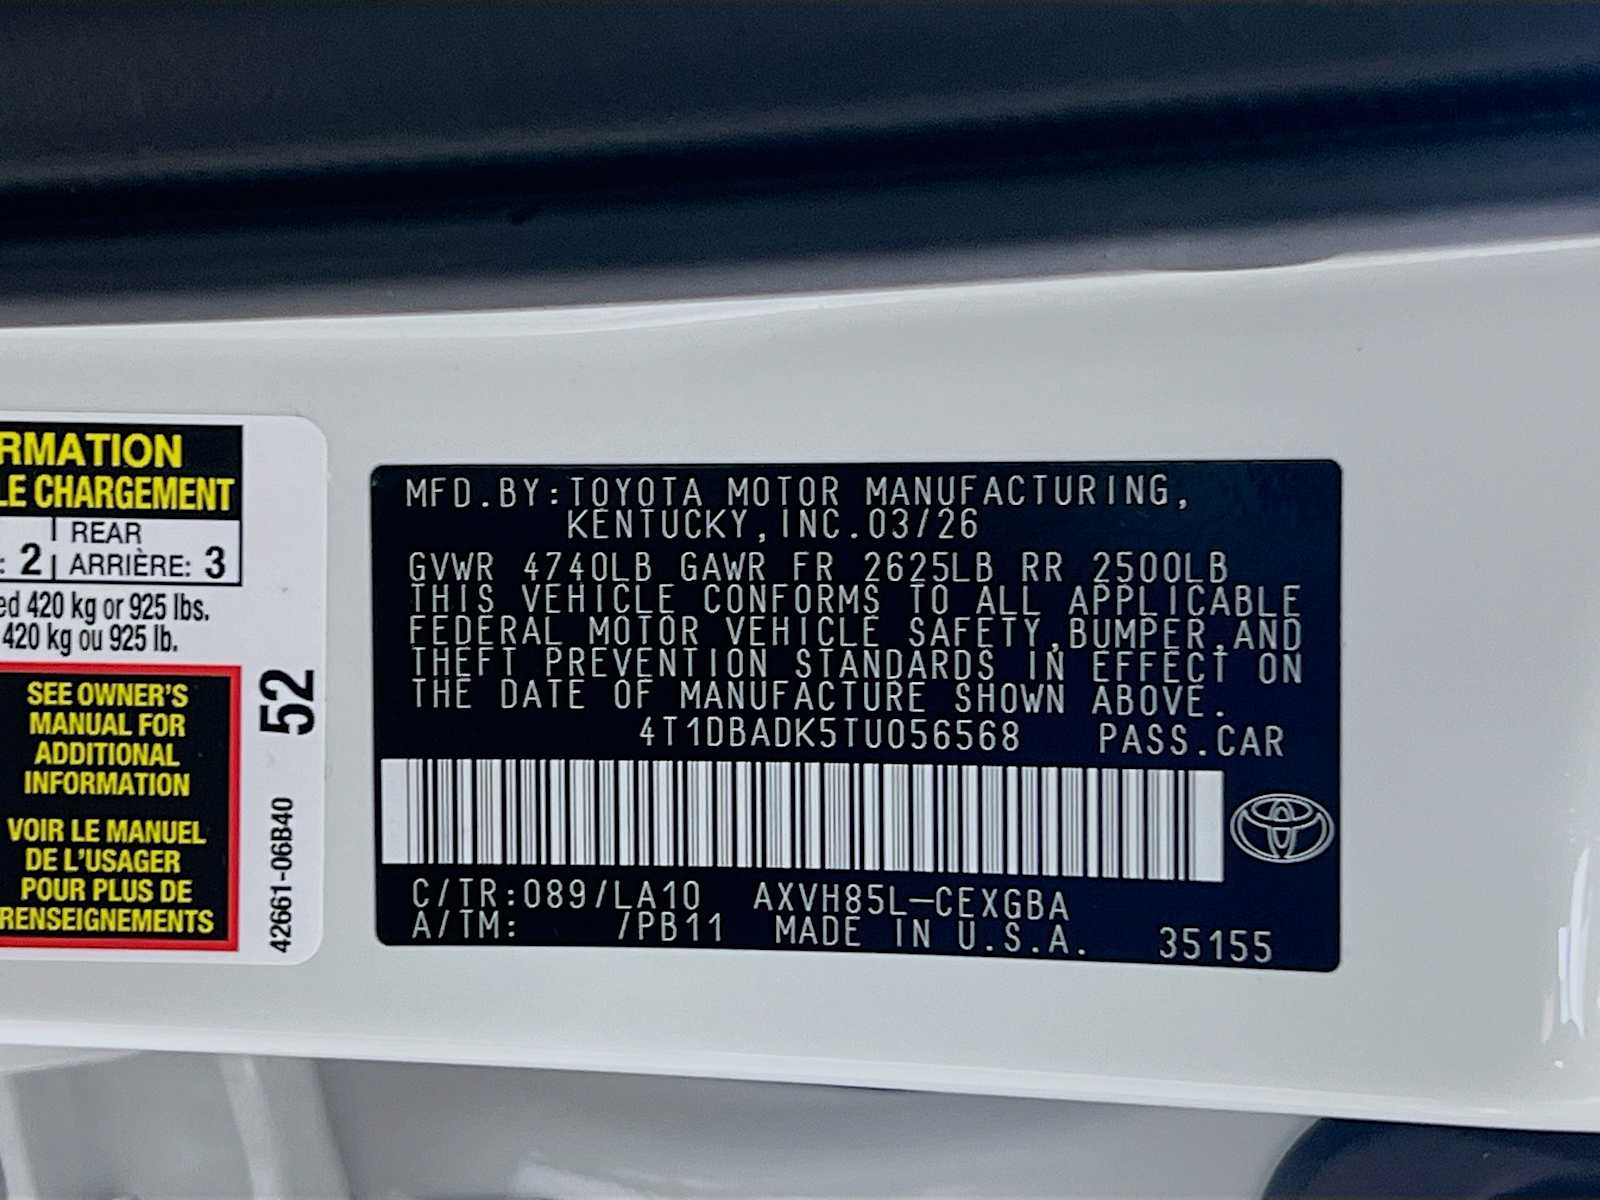 RMATION
LE CHARGEMENT
: 2 REAR
ARRIÈRE: 3
ed 420 kg or 925 lbs.
420 kg ou 925 lb.
SEE OWNER'S
MANUAL FOR
ADDITIONAL
INFORMATION
VOIR LE MANUEL
DE L'USAGER
POUR PLUS DE
RENSEIGNEMENTS
52
42661-06B40
MFD.BY:TOYOTA MOTOR MANUFACTURING,
KENTUCKY,INC.03/26
GVWR 4740LB GAWR FR 2625LB RR 2500LB
THIS VEHICLE CONFORMS TO ALL APPLICABLE
FEDERAL MOTOR VEHICLE SAFETY,BUMPER,AND
THEFT PREVENTION STANDARDS IN EFFECT ON
THE DATE OF MANUFACTURE SHOWN ABOVE.
4T1DBADK5TU056568 PASS.CAR
C/TR:089/LA10 AXVH85L-CEXGBA
A/TM: /PB11 MADE IN U.S.A. 35155